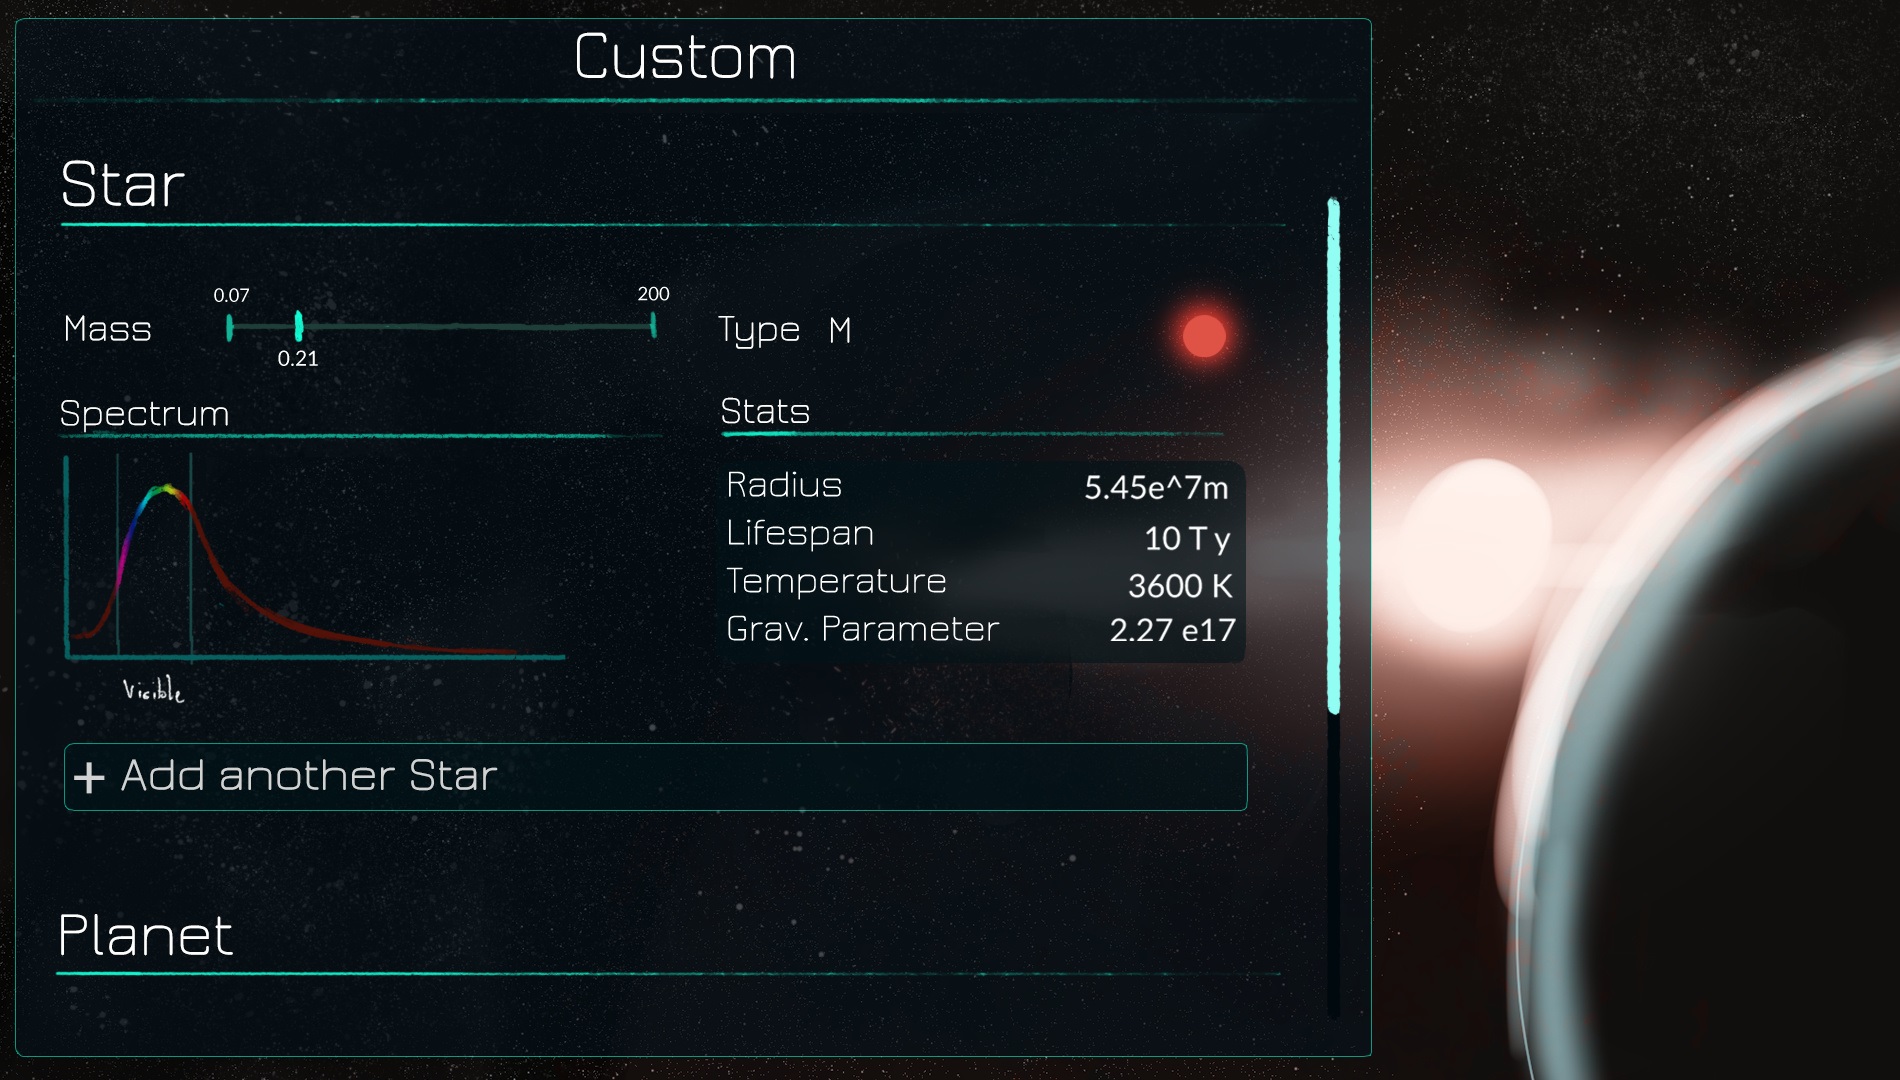 Custom
Star
0.07
200
Mass
0.21
Type M
Spectrum
Stats
Radius 5.45e^7m
Lifespan 10 T y
Temperature 3600 K
Grav. Parameter 2.27 e17
Visible
+ Add another Star
Planet